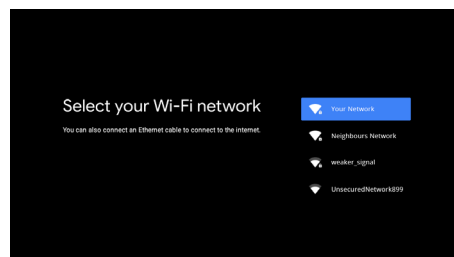 Select your Wi-Fi network
You can also connect an Ethernet cable to connect to the internet.
Your Network
Neighbours Network
weaker_signal
UnsecuredNetwork899